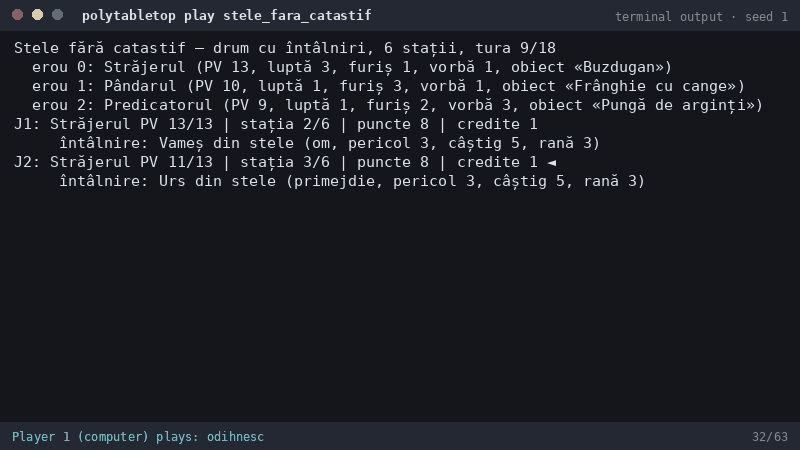 polytabletop play stele_fara_catastif
terminal output · seed 1
Stele fără catastif — drum cu întâlniri, 6 stații, tura 9/18
erou 0: Străjerul (PV 13, luptă 3, furiș 1, vorbă 1, obiect «Buzdugan»)
erou 1: Pândarul (PV 10, luptă 1, furiș 3, vorbă 1, obiect «Frânghie cu cange»)
erou 2: Predicatorul (PV 9, luptă 1, furiș 2, vorbă 3, obiect «Pungă de arginți»)
J1: Străjerul PV 13/13 | stația 2/6 | puncte 8 | credite 1
întâlnire: Vameș din stele (om, pericol 3, câștig 5, rană 3)
J2: Străjerul PV 11/13 | stația 3/6 | puncte 8 | credite 1 ◄
întâlnire: Urs din stele (primejdie, pericol 3, câștig 5, rană 3)
Player 1 (computer) plays: odihnesc
32/63